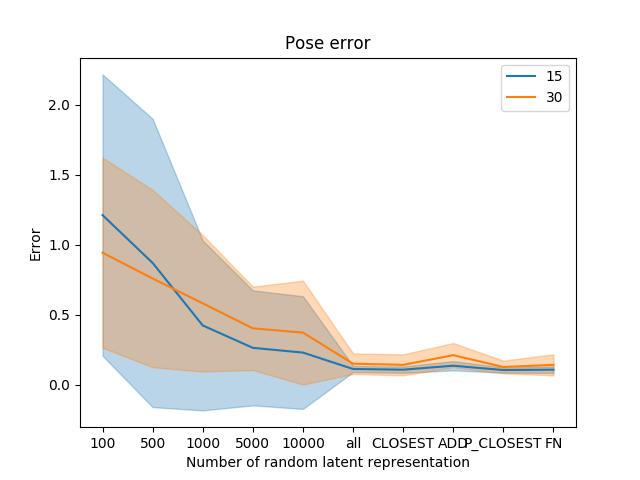 Pose error
15
30
2.0
1.5
1.0
0.5
0.0
Error
100 500 1000 5000 10000 all CLOSEST ADD P_CLOSEST FN
Number of random latent representation